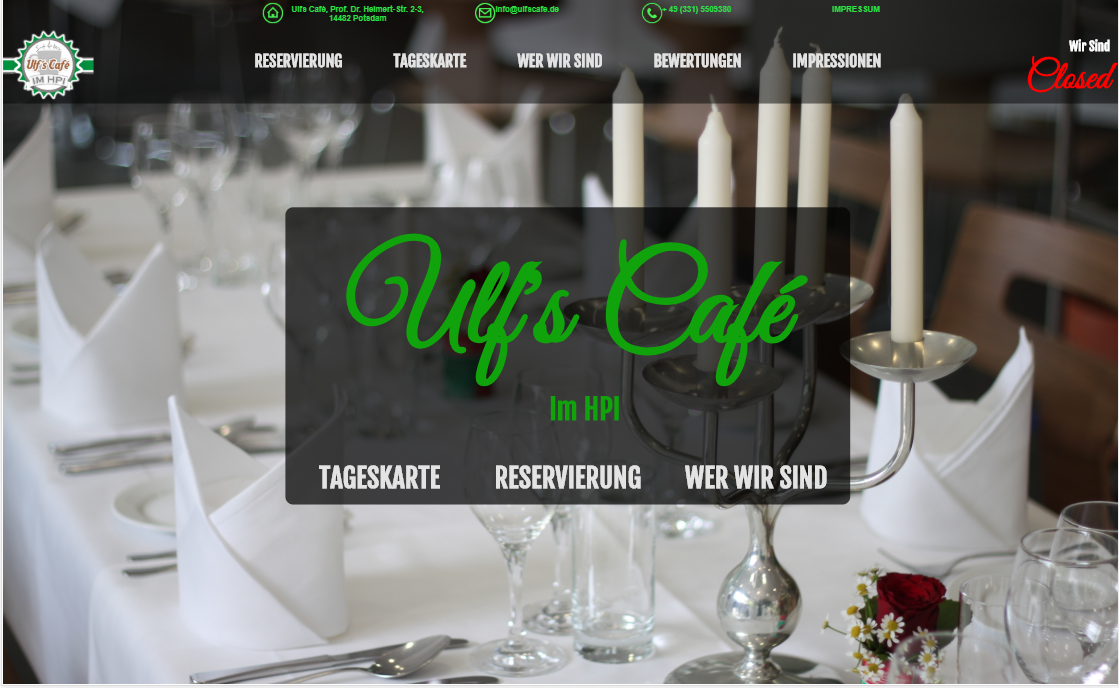 Ulfs Café, Prof. Dr. Helmert-Str. 2-3,
14482 Potsdam
info@ulfscafe.de
+ 49 (331) 5509380
IMPRESSUM
Ulf's Café
IM HPI
RESERVIERUNG
TAGESKARTE
WER WIR SIND
BEWERTUNGEN
IMPRESSIONEN
Wir Sind
Closed
Ulf's Café
Im HPI
TAGESKARTE
RESERVIERUNG
WER WIR SIND